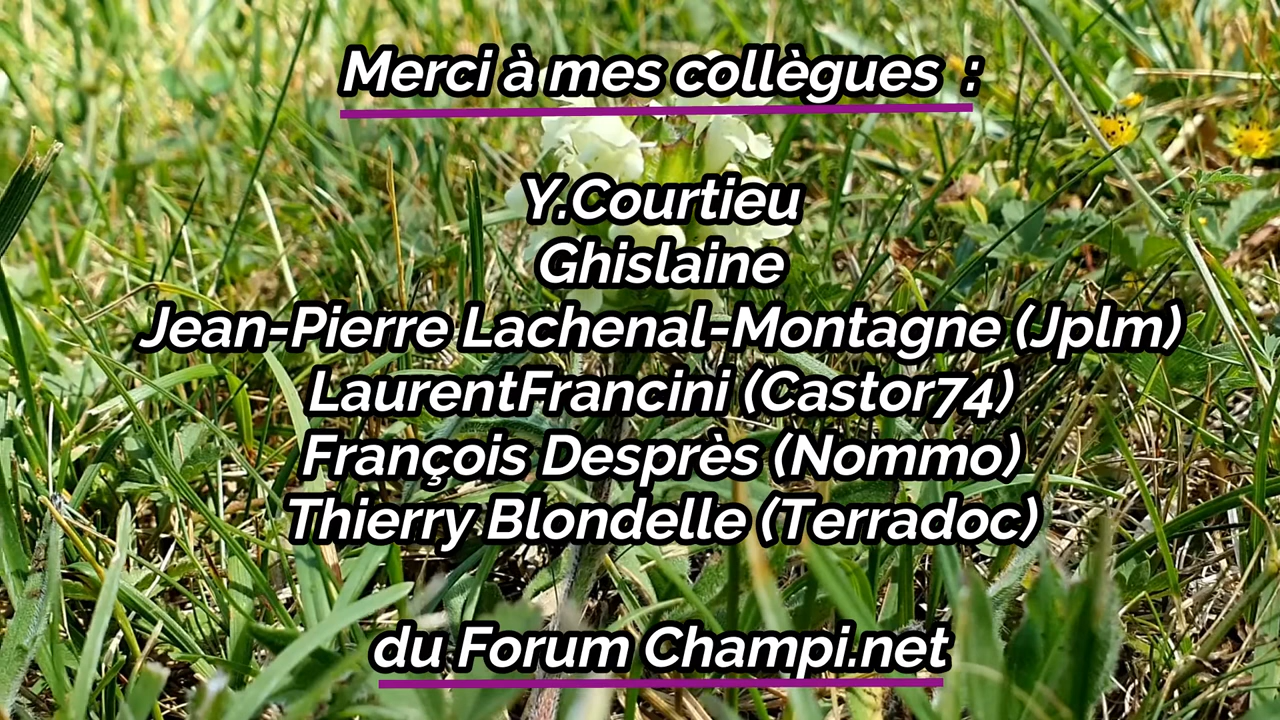 Merci à mes collègues :
Y.Courtieu
Ghislaine
Jean-Pierre Lachenal-Montagne (Jplm)
LaurentFrancini (Castor74)
François Desprès (Nommo)
Thierry Blondelle (Terradoc)
du Forum Champi.net